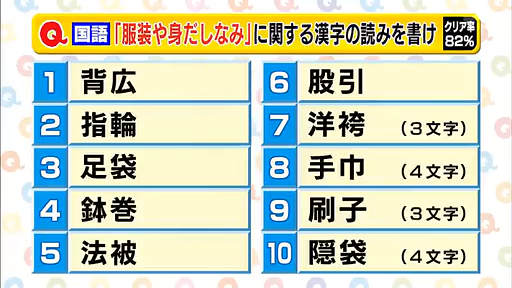 Q 国語 「服装や身だしなみ」に関する漢字の読みを書け クリア率 82%
1 背広
2 指輪
3 足袋
4 鉢巻
5 法被
6 股引
7 洋袴 (3文字)
8 手巾 (4文字)
9 刷子 (3文字)
10 隠袋 (4文字)